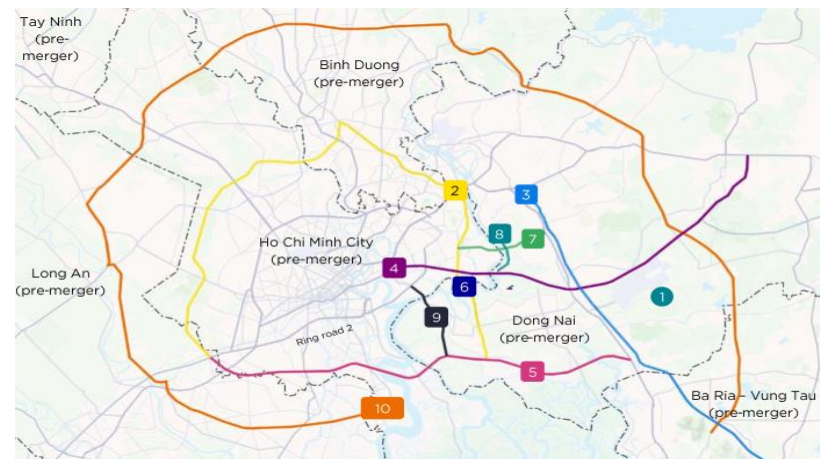 Tay Ninh
(pre-
merger)
Binh Duong
(pre-merger)
2
3
8
7
Ho Chi Minh City
(pre-merger)
4
Long An
(pre-merger)
6
1
9
Dong Nai
(pre-merger)
Ring road 2
5
Ba Ria – Vung Tau
(pre-merger)
10